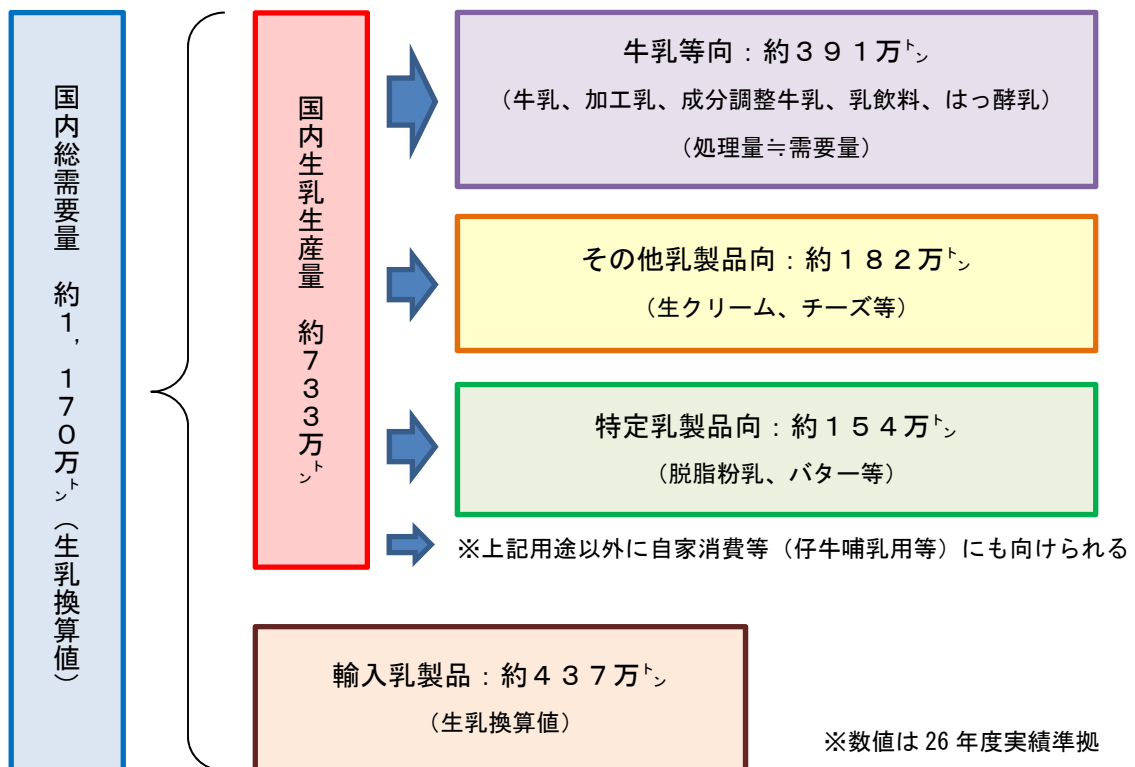 国内総需要量　約1，170万トン（生乳換算値）
国内生乳生産量　約733万トン
牛乳等向：約３９１万トン
（牛乳、加工乳、成分調整牛乳、乳飲料、はっ酵乳）
（処理量≒需要量）
その他乳製品向：約１８２万トン
（生クリーム、チーズ等）
特定乳製品向：約１５４万トン
（脱脂粉乳、バター等）
※上記用途以外に自家消費等（仔牛哺乳用等）にも向けられる
輸入乳製品：約４３７万トン
（生乳換算値）
※数値は26年度実績準拠